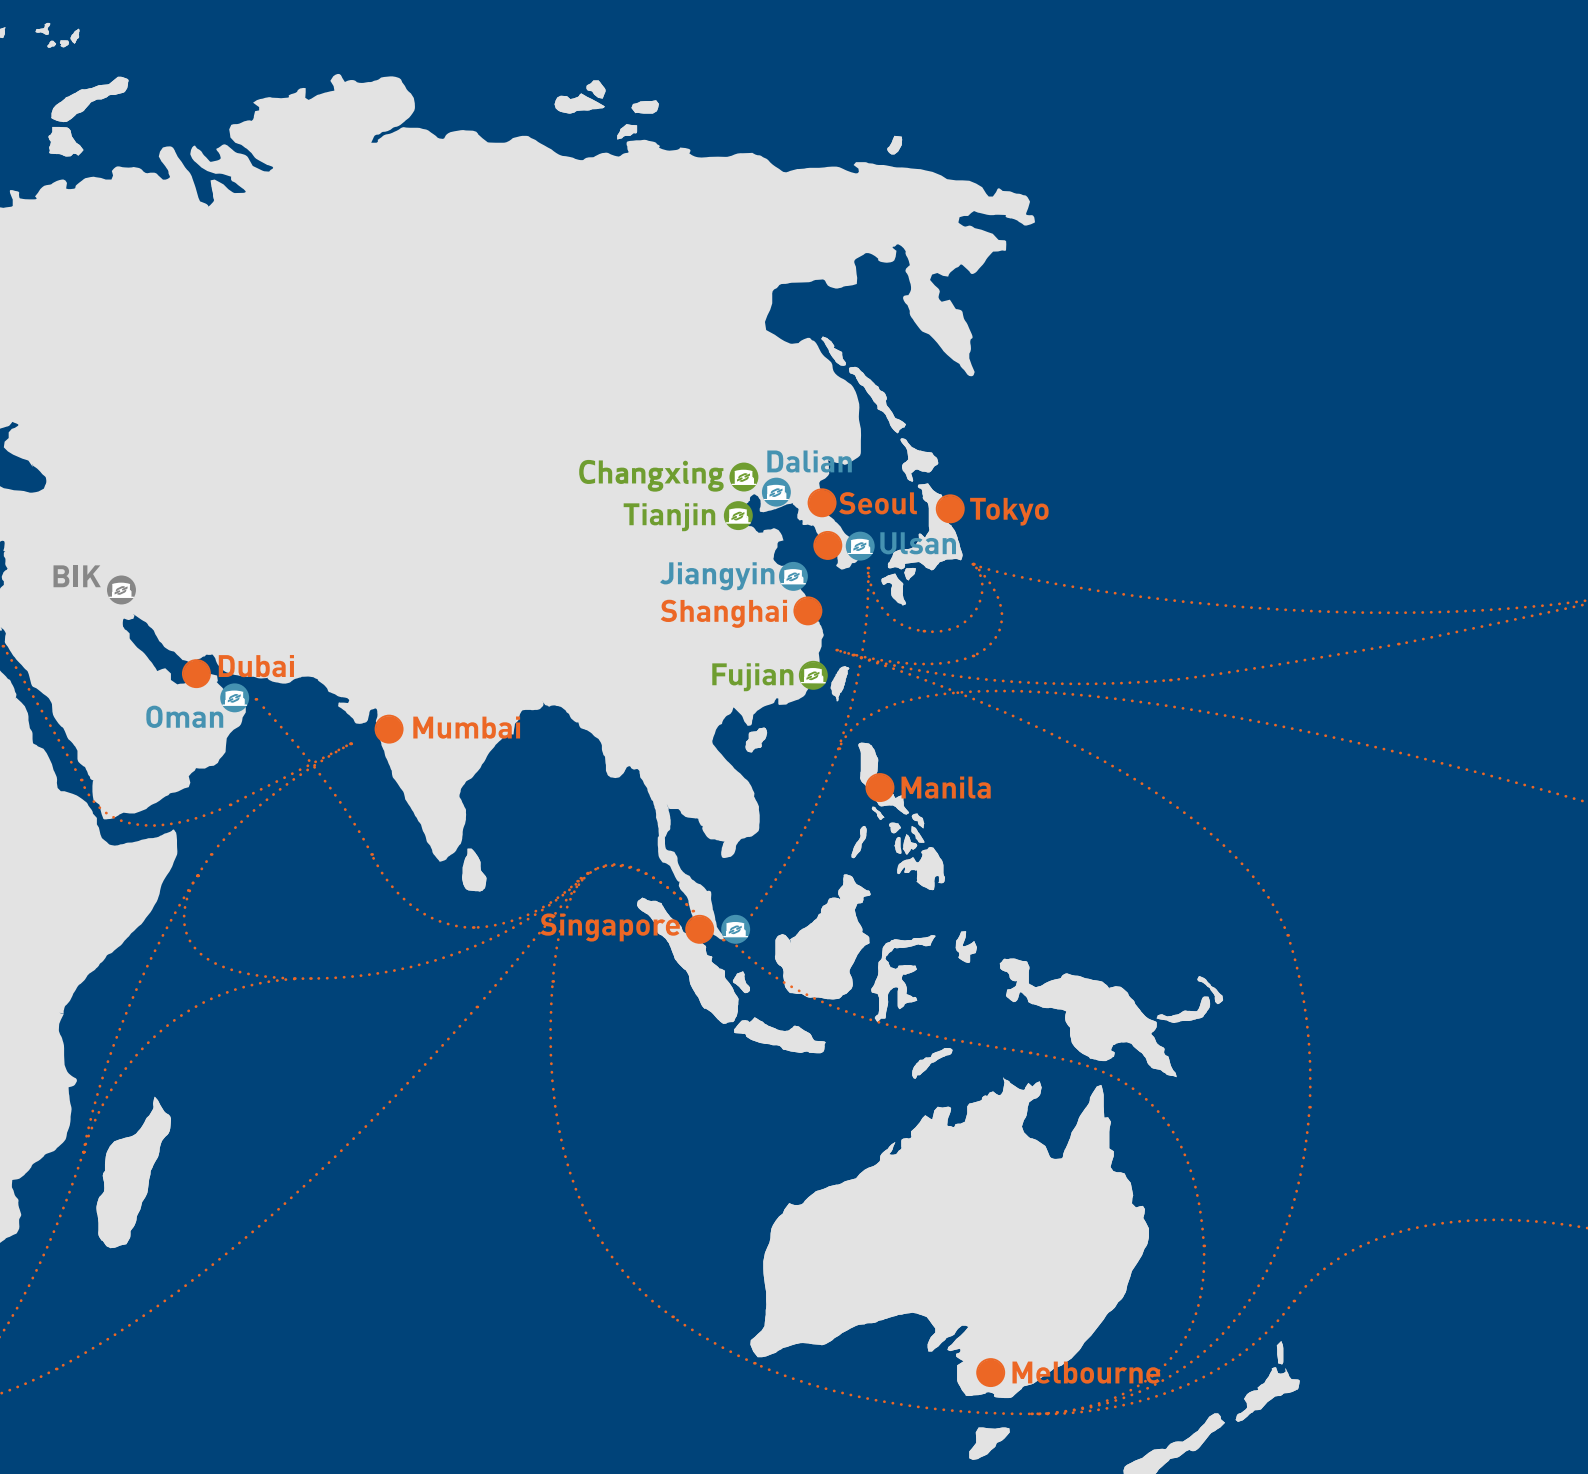 Dalian
Changxing
Seoul
Tokyo
Tianjin
Ulsan
BIK
Jiangyin
Shanghai
Dubai
Fujian
Oman
Mumbai
Manila
Singapore
Melbourne